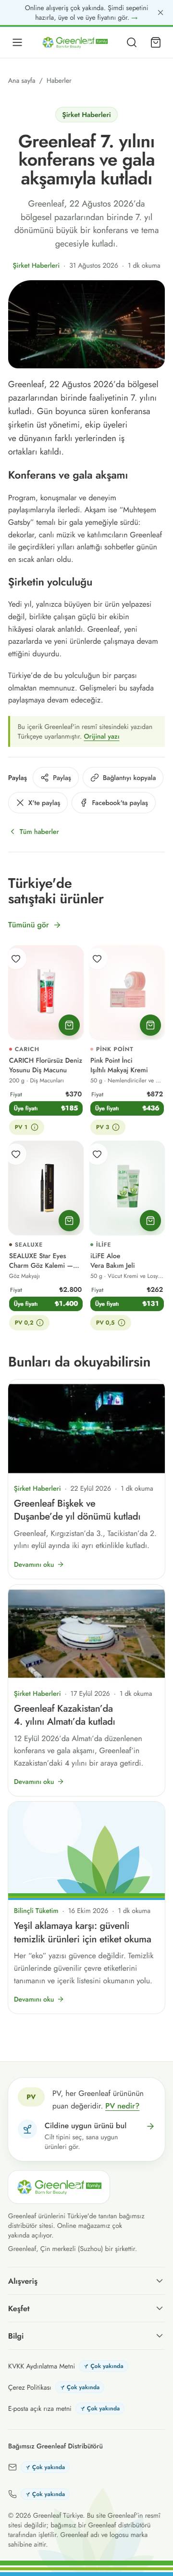 Online alışveriş çok yakında. Şimdi sepetini
hazırla, üye ol ve üye fiyatını gör. →
Greenleaf
Born for Beauty
Ana sayfa / Haberler
Şirket Haberleri
Greenleaf 7. yılını
konferans ve gala
akşamıyla kutladı
Greenleaf, 22 Ağustos 2026'da
bölgesel pazarlarından birinde 7. yıl
dönümünü büyük bir konferans ve tema
gecesiyle kutladı.
Şirket Haberleri · 31 Ağustos 2026 · 1 dk okuma
Greenleaf, 22 Ağustos 2026'da bölgesel
pazarlarından birinde faaliyetinin 7. yılını
kutladı. Gün boyunca süren konferansa
şirketin üst yönetimi, ekip üyeleri
ve dünyanın farklı yerlerinden iş
ortakları katıldı.
Konferans ve gala akşamı
Program, konuşmalar ve deneyim
paylaşımlarıyla ilerledi. Akşam ise "Muhteşem
Gatsby" temalı bir gala yemeğiyle sürdü:
dekorlar, canlı müzik ve katılımcıların Greenleaf
ile geçirdikleri yılları anlattığı sohbetler günün
en sıcak anları oldu.
Şirketin yolculuğu
Yedi yıl, yalnızca büyüyen bir ürün yelpazesi
değil, birlikte çalışan güçlü bir ekibin
hikâyesi olarak anlatıldı. Greenleaf, yeni
pazarlarda ve yeni ürünlerde çalışmaya devam
ettiğini duyurdu.
Türkiye'de de bu yolculuğun bir parçası
olmaktan memnunuz. Gelişmeleri bu sayfada
paylaşmaya devam edeceğiz.
Bu içerik Greenleaf'in resmî sitesindeki yazıdan
Türkçeye uyarlanmıştır. Orijinal yazı
Paylaş Paylaş Bağlantıyı kopyala
X'te paylaş Facebook'ta paylaş
Tüm haberler
Türkiye'de
satıştaki ürünler
Tümünü gör →
CARICH
CARICH Florürsüz Deniz
Yosunu Diş Macunu
200 g · Diş Macunları
Fiyat ₺370
Üye fiyatı ₺185
PV 1
PİNK POİNT
Pink Point İnci
Işıltılı Makyaj Kremi
50 g · Nemlendiriciler ve ...
Fiyat ₺872
Üye fiyatı ₺436
PV 3
SEALUXE
SEALUXE Star Eyes
Charm Göz Kalemi —...
Göz Makyajı
Fiyat ₺2.800
Üye fiyatı ₺1.400
PV 0,2
İLİFE
iLiFE Aloe
Vera Bakım Jeli
50 g · Vücut Kremi ve Losy...
Fiyat ₺262
Üye fiyatı ₺131
PV 0,5
Bunları da okuyabilirsin
Şirket Haberleri · 22 Eylül 2026 · 1 dk okuma
Greenleaf Bişkek ve
Duşanbe'de yıl dönümü kutladı
Greenleaf, Kırgızistan'da 3., Tacikistan'da 2.
yılını eylül ayında iki ayrı etkinlikle kutladı.
Devamını oku →
Şirket Haberleri · 17 Eylül 2026 · 1 dk okuma
Greenleaf Kazakistan'da
4. yılını Almatı'da kutladı
12 Eylül 2026'da Almatı'da düzenlenen
konferans ve gala akşamı, Greenleaf'in
Kazakistan'daki 4 yılını bir araya getirdi.
Devamını oku →
Bilinçli Tüketim · 16 Ekim 2026 · 1 dk okuma
Yeşil aklamaya karşı: güvenli
temizlik ürünleri için etiket okuma
Her "eko" yazısı güvence değildir. Temizlik
ürünlerinde güvenilir çevre etiketlerini
tanımanın ve içerik listesini okumanın yolu.
Devamını oku →
PV
PV, her Greenleaf ürününün
puan değeridir. PV nedir?
Cildine uygun ürünü bul →
Cilt tipini seç, sana uygun
ürünleri gör.
Greenleaf
Born for Beauty
Greenleaf ürünlerini Türkiye'de tanıtan bağımsız
distribütör sitesi. Online mağazamız çok
yakında açılıyor.
Greenleaf, Çin merkezli (Suzhou) bir şirkettir.
Alışveriş
Keşfet
Bilgi
KVKK Aydınlatma Metni Çok yakında
Çerez Politikası Çok yakında
E-posta açık rıza metni Çok yakında
Bağımsız Greenleaf Distribütörü
Çok yakında
Çok yakında
© 2026 Greenleaf Türkiye. Bu site Greenleaf'in resmî
sitesi değildir; bağımsız bir Greenleaf distribütörü
tarafından işletilir. Greenleaf adı ve logosu marka
sahibine aittir.